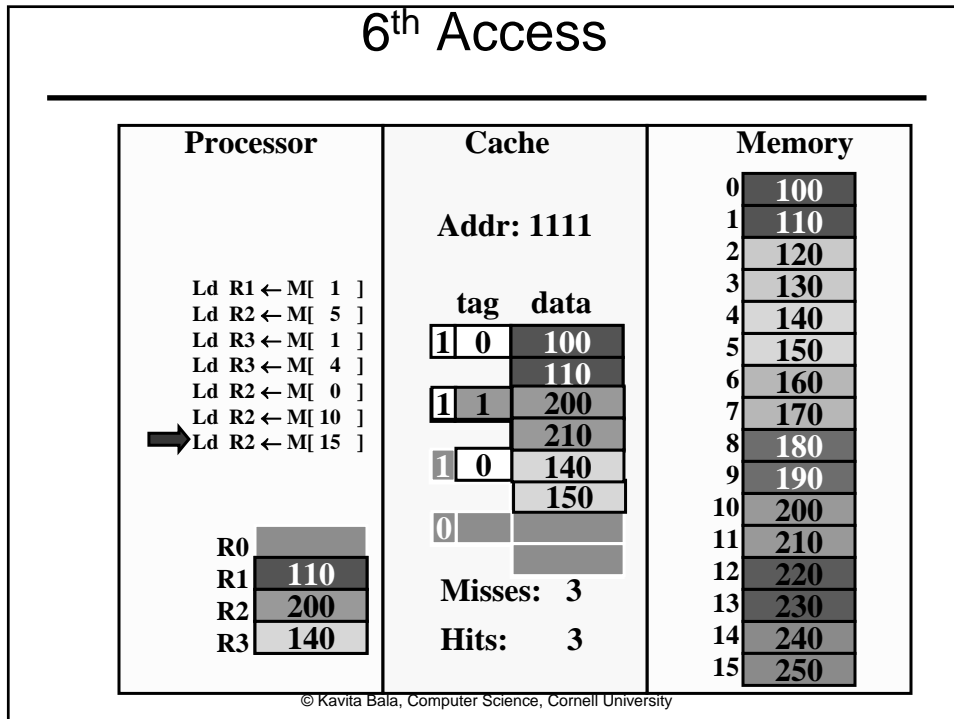 6th Access
Processor
Ld R1 ← M[ 1 ]
Ld R2 ← M[ 5 ]
Ld R3 ← M[ 1 ]
Ld R3 ← M[ 4 ]
Ld R2 ← M[ 0 ]
Ld R2 ← M[ 10 ]
Ld R2 ← M[ 15 ]
R0
R1 110
R2 200
R3 140
Cache
Addr: 1111
tag data
1 0 100
110
1 1 200
210
1 0 140
150
0
Misses: 3
Hits: 3
Memory
0 100
1 110
2 120
3 130
4 140
5 150
6 160
7 170
8 180
9 190
10 200
11 210
12 220
13 230
14 240
15 250
© Kavita Bala, Computer Science, Cornell University